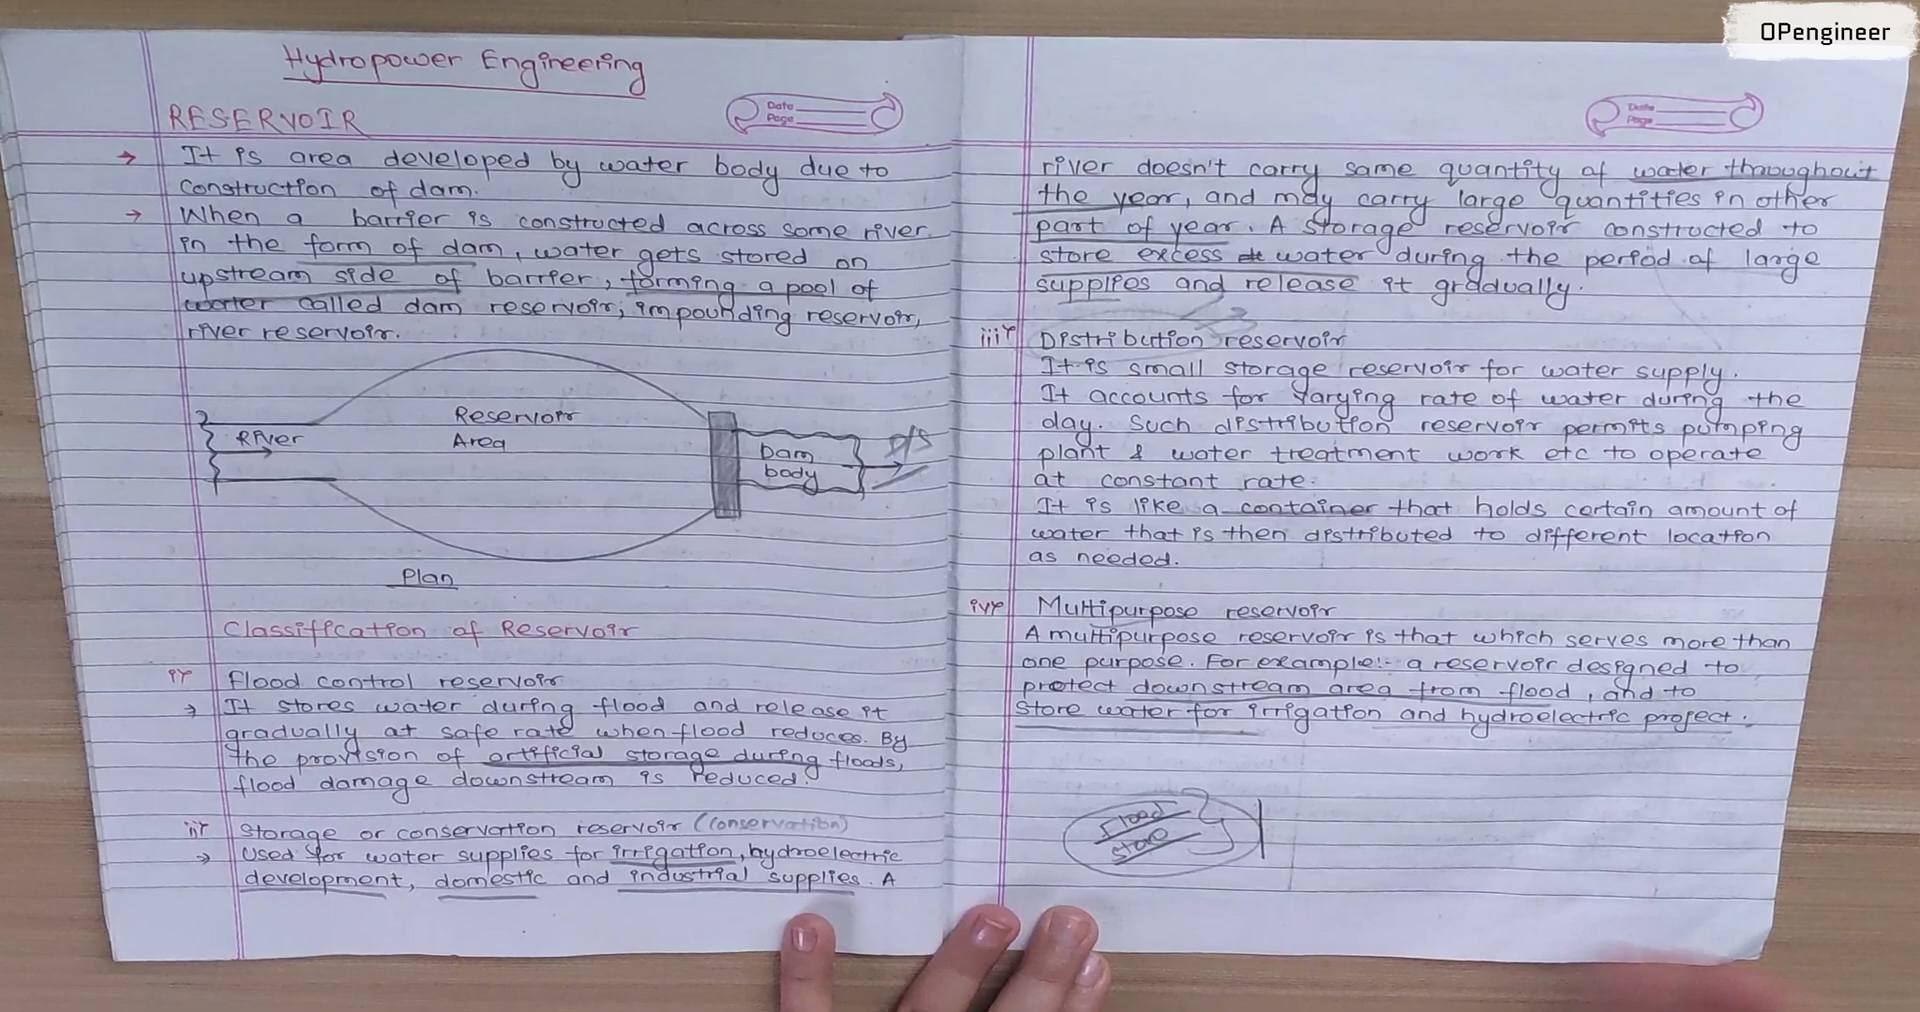 OPengineer
Hydropower Engineering
RESERVOIR
Date
Page
→ It is area developed by water body due to
construction of dam.
→ When a barrier is constructed across some river
in the form of dam, water gets stored on
upstream side of barrier, forming a pool of
water called dam reservoir, impounding reservoir,
river reservoir.
Reservoir
Area
River
Dam
body
D/S
Plan
Classification of Reservoir
i) Flood control reservoir
→ It stores water during flood and release it
gradually at safe rate when flood reduces. By
the provision of artificial storage during floods,
flood damage downstream is reduced.
ii) Storage or conservation reservoir (conservation)
→ Used for water supplies for irrigation, hydroelectric
development, domestic and industrial supplies. A
Date
Page
river doesn't carry same quantity of water throughout
the year, and may carry large quantities in other
part of year. A storage reservoir constructed to
store excess water during the period of large
supplies and release it gradually.
iii) Distribution reservoir
It is small storage reservoir for water supply.
It accounts for varying rate of water during the
day. Such distribution reservoir permits pumping
plant & water treatment work etc to operate
at constant rate.
It is like a container that holds certain amount of
water that is then distributed to different location
as needed.
iv) Multipurpose reservoir
A multipurpose reservoir is that which serves more than
one purpose. For example:- a reservoir designed to
protect downstream area from flood, and to
store water for irrigation and hydroelectric project.
Flood
store